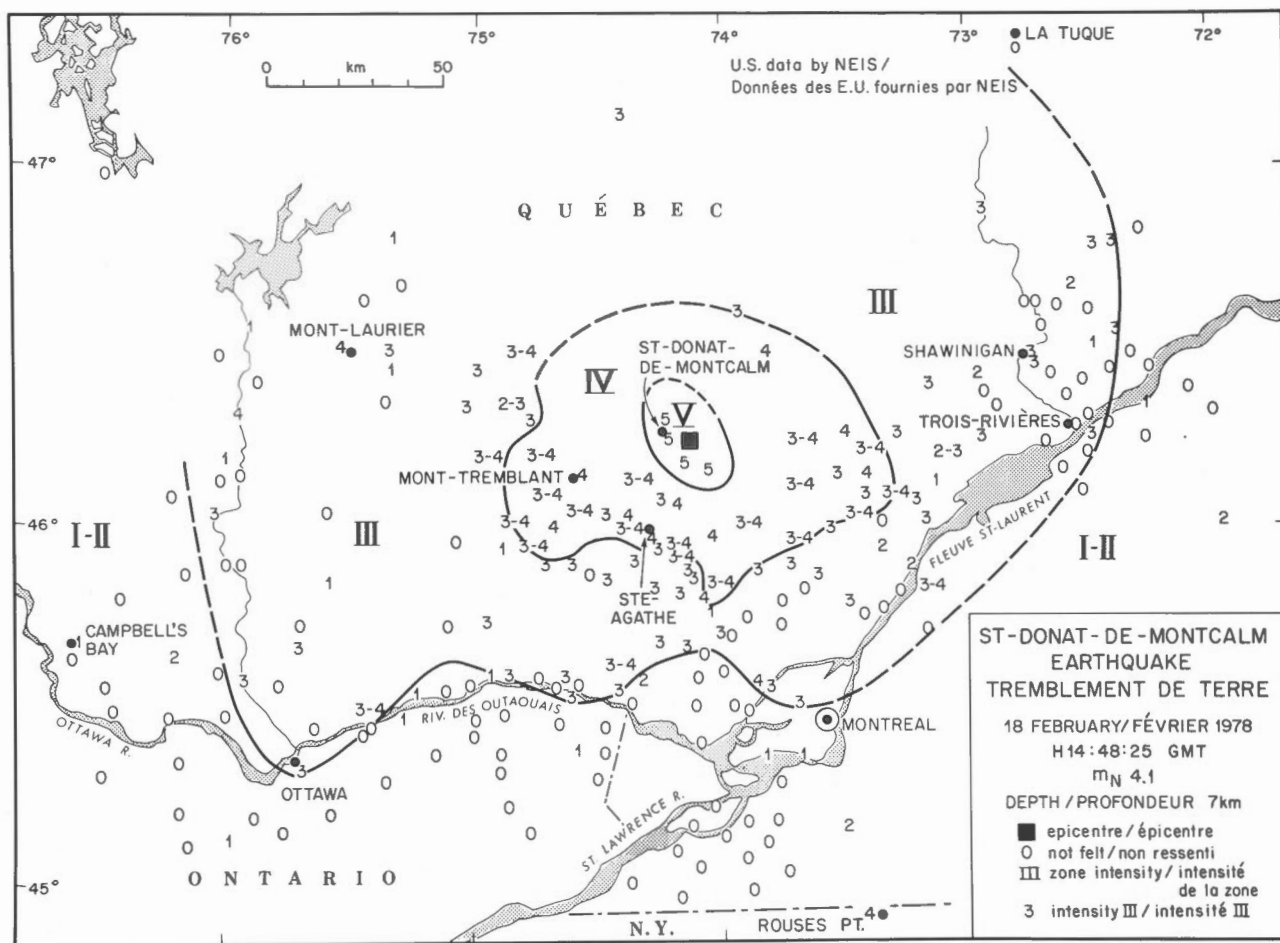 76°
75°
74°
73°
72°
0 km 50
LA TUQUE
U.S. data by NEIS /
Données des E.U. fournies par NEIS
47°
QUÉBEC
III
MONT-LAURIER
ST-DONAT-
DE-MONTCALM
SHAWINIGAN
IV
V
TROIS-RIVIÈRES
MONT-TREMBLANT
46°
I-II
III
FLEUVE ST-LAURENT
I-II
STE-
AGATHE
CAMPBELL'S
BAY
OTTAWA R.
RIV. DES OUTAOUAIS
MONTREAL
OTTAWA
ST. LAWRENCE R.
45°
ONTARIO
N.Y.
ROUSES PT.
ST-DONAT-DE-MONTCALM
EARTHQUAKE
TREMBLEMENT DE TERRE
18 FEBRUARY/FÉVRIER 1978
H 14:48:25 GMT
mN 4.1
DEPTH / PROFONDEUR 7km
epicentre / épicentre
0 not felt / non ressenti
III zone intensity / intensité
de la zone
3 intensity III / intensité III